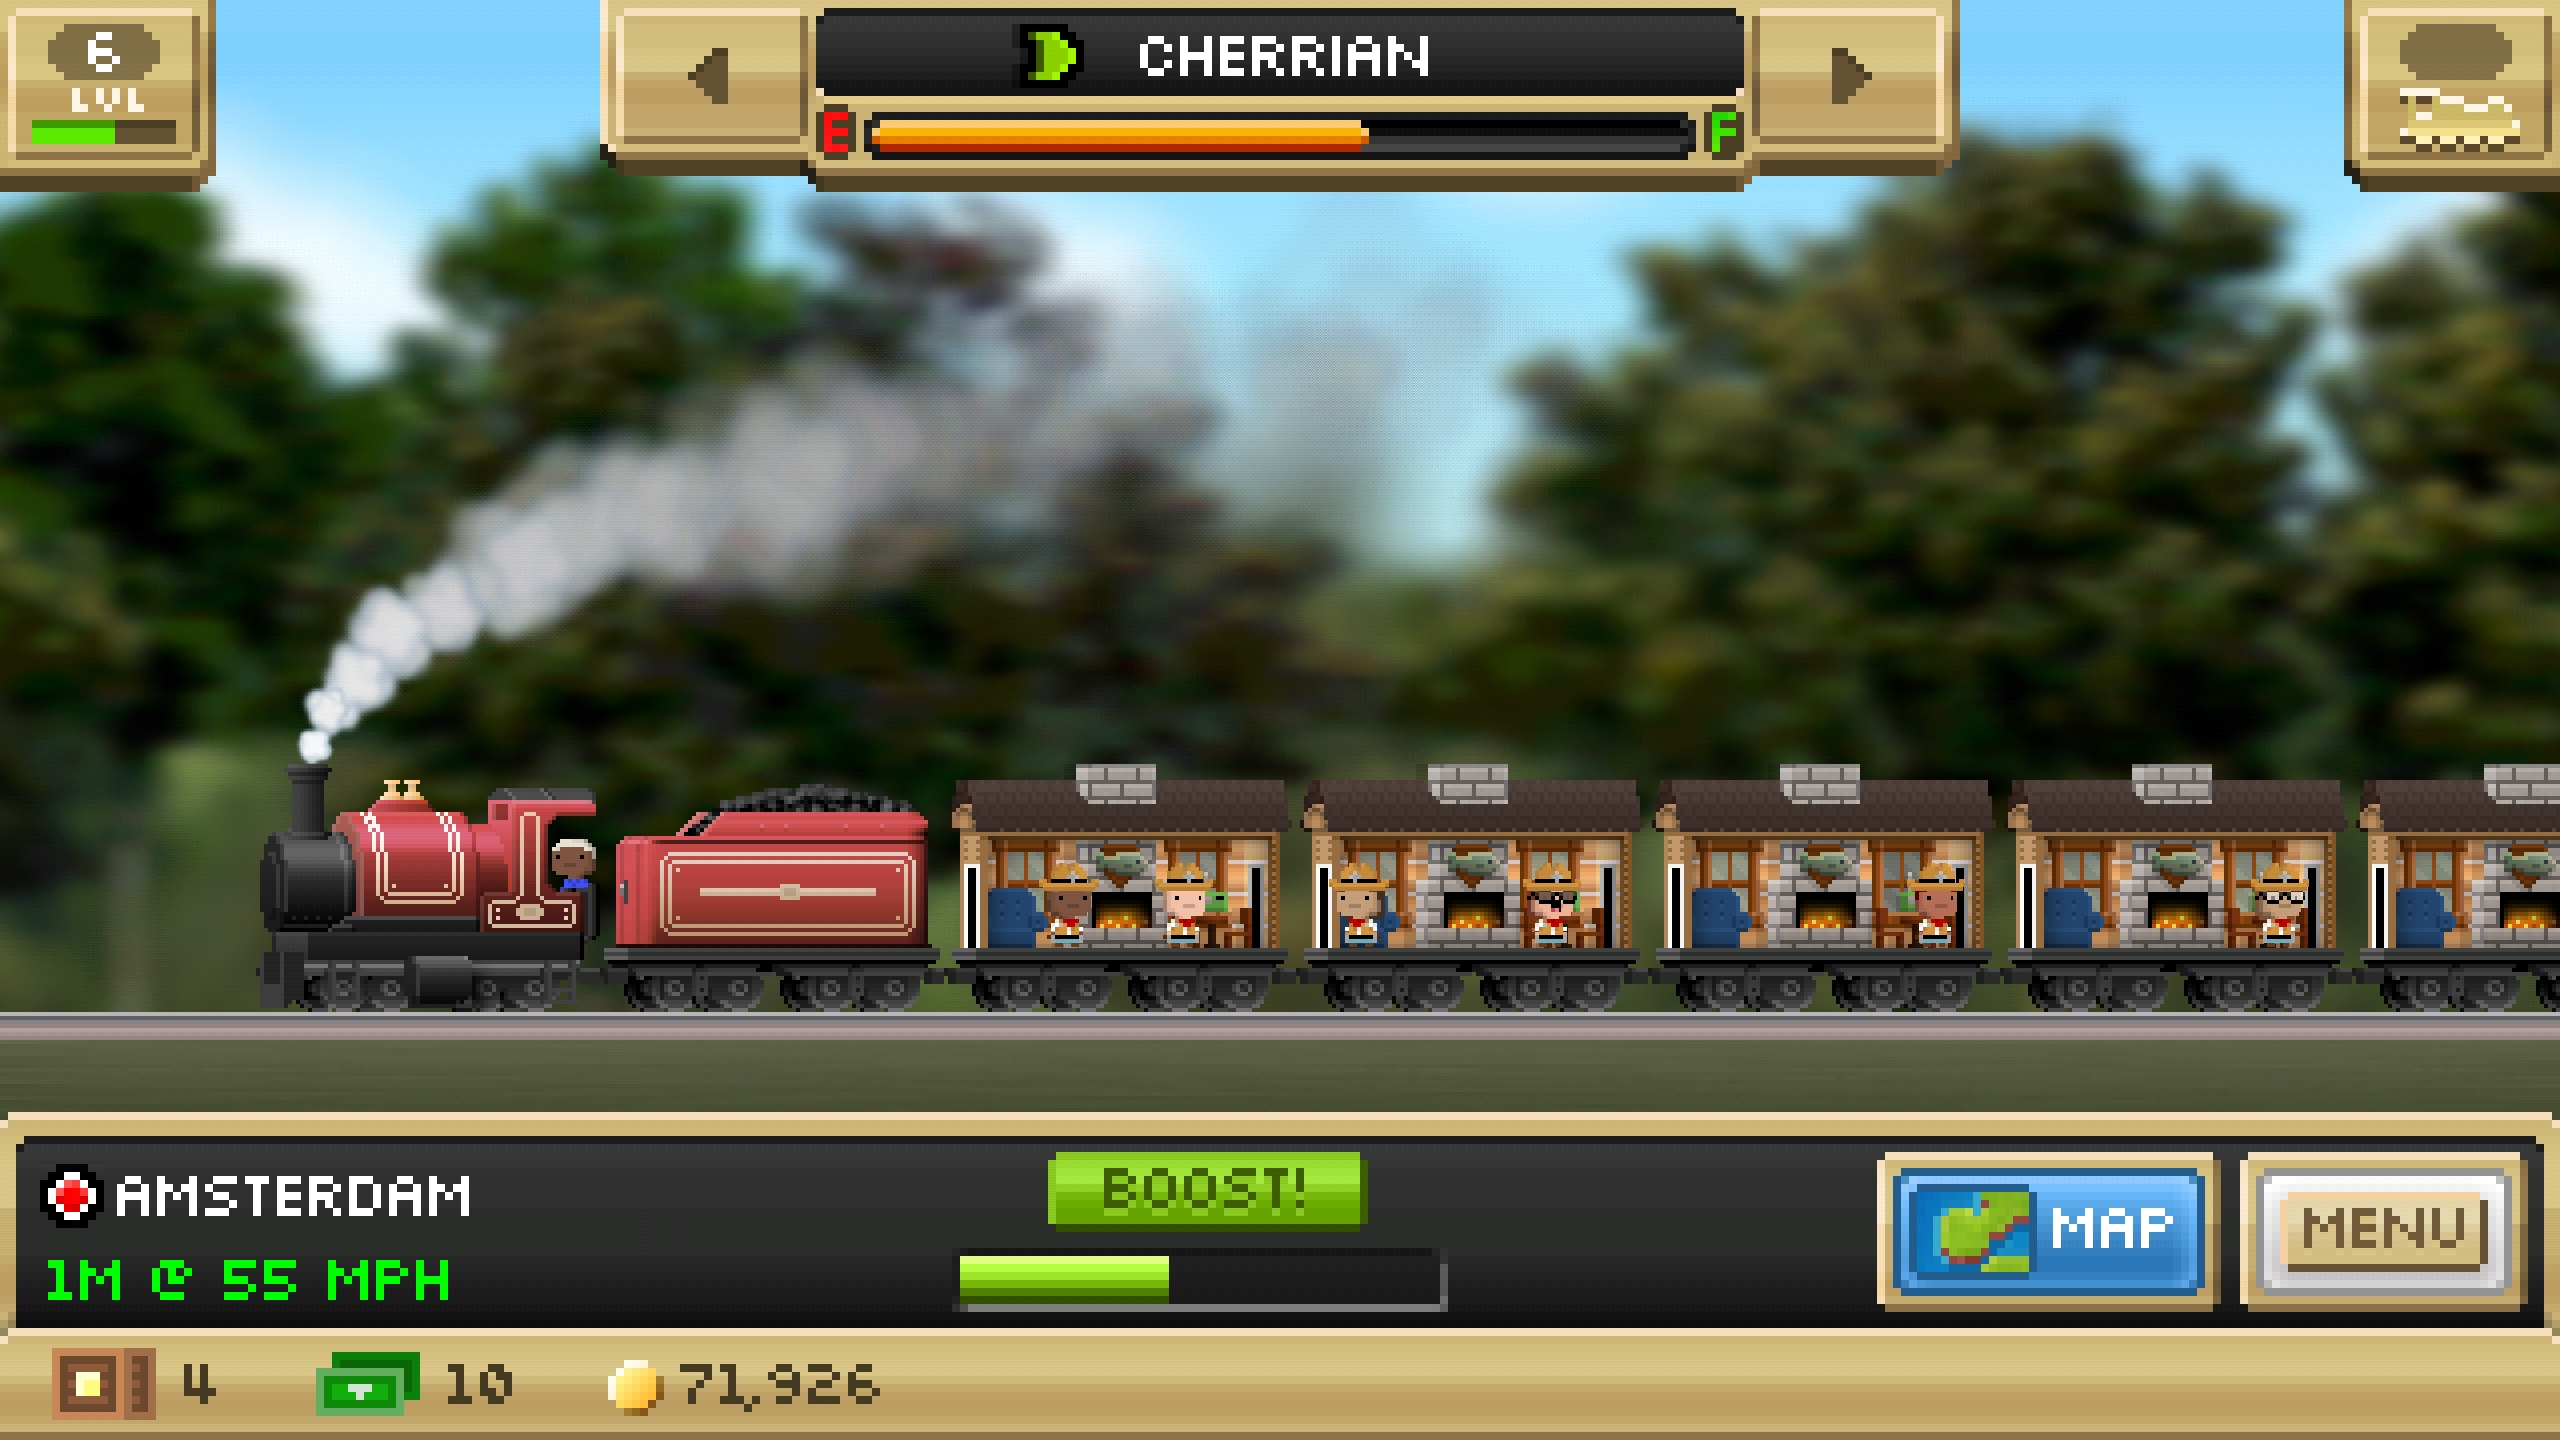 6
LVL
CHERRIAN
E F
AMSTERDAM
BOOST!
1M @ 55 MPH
MAP
MENU
4 10 71,926